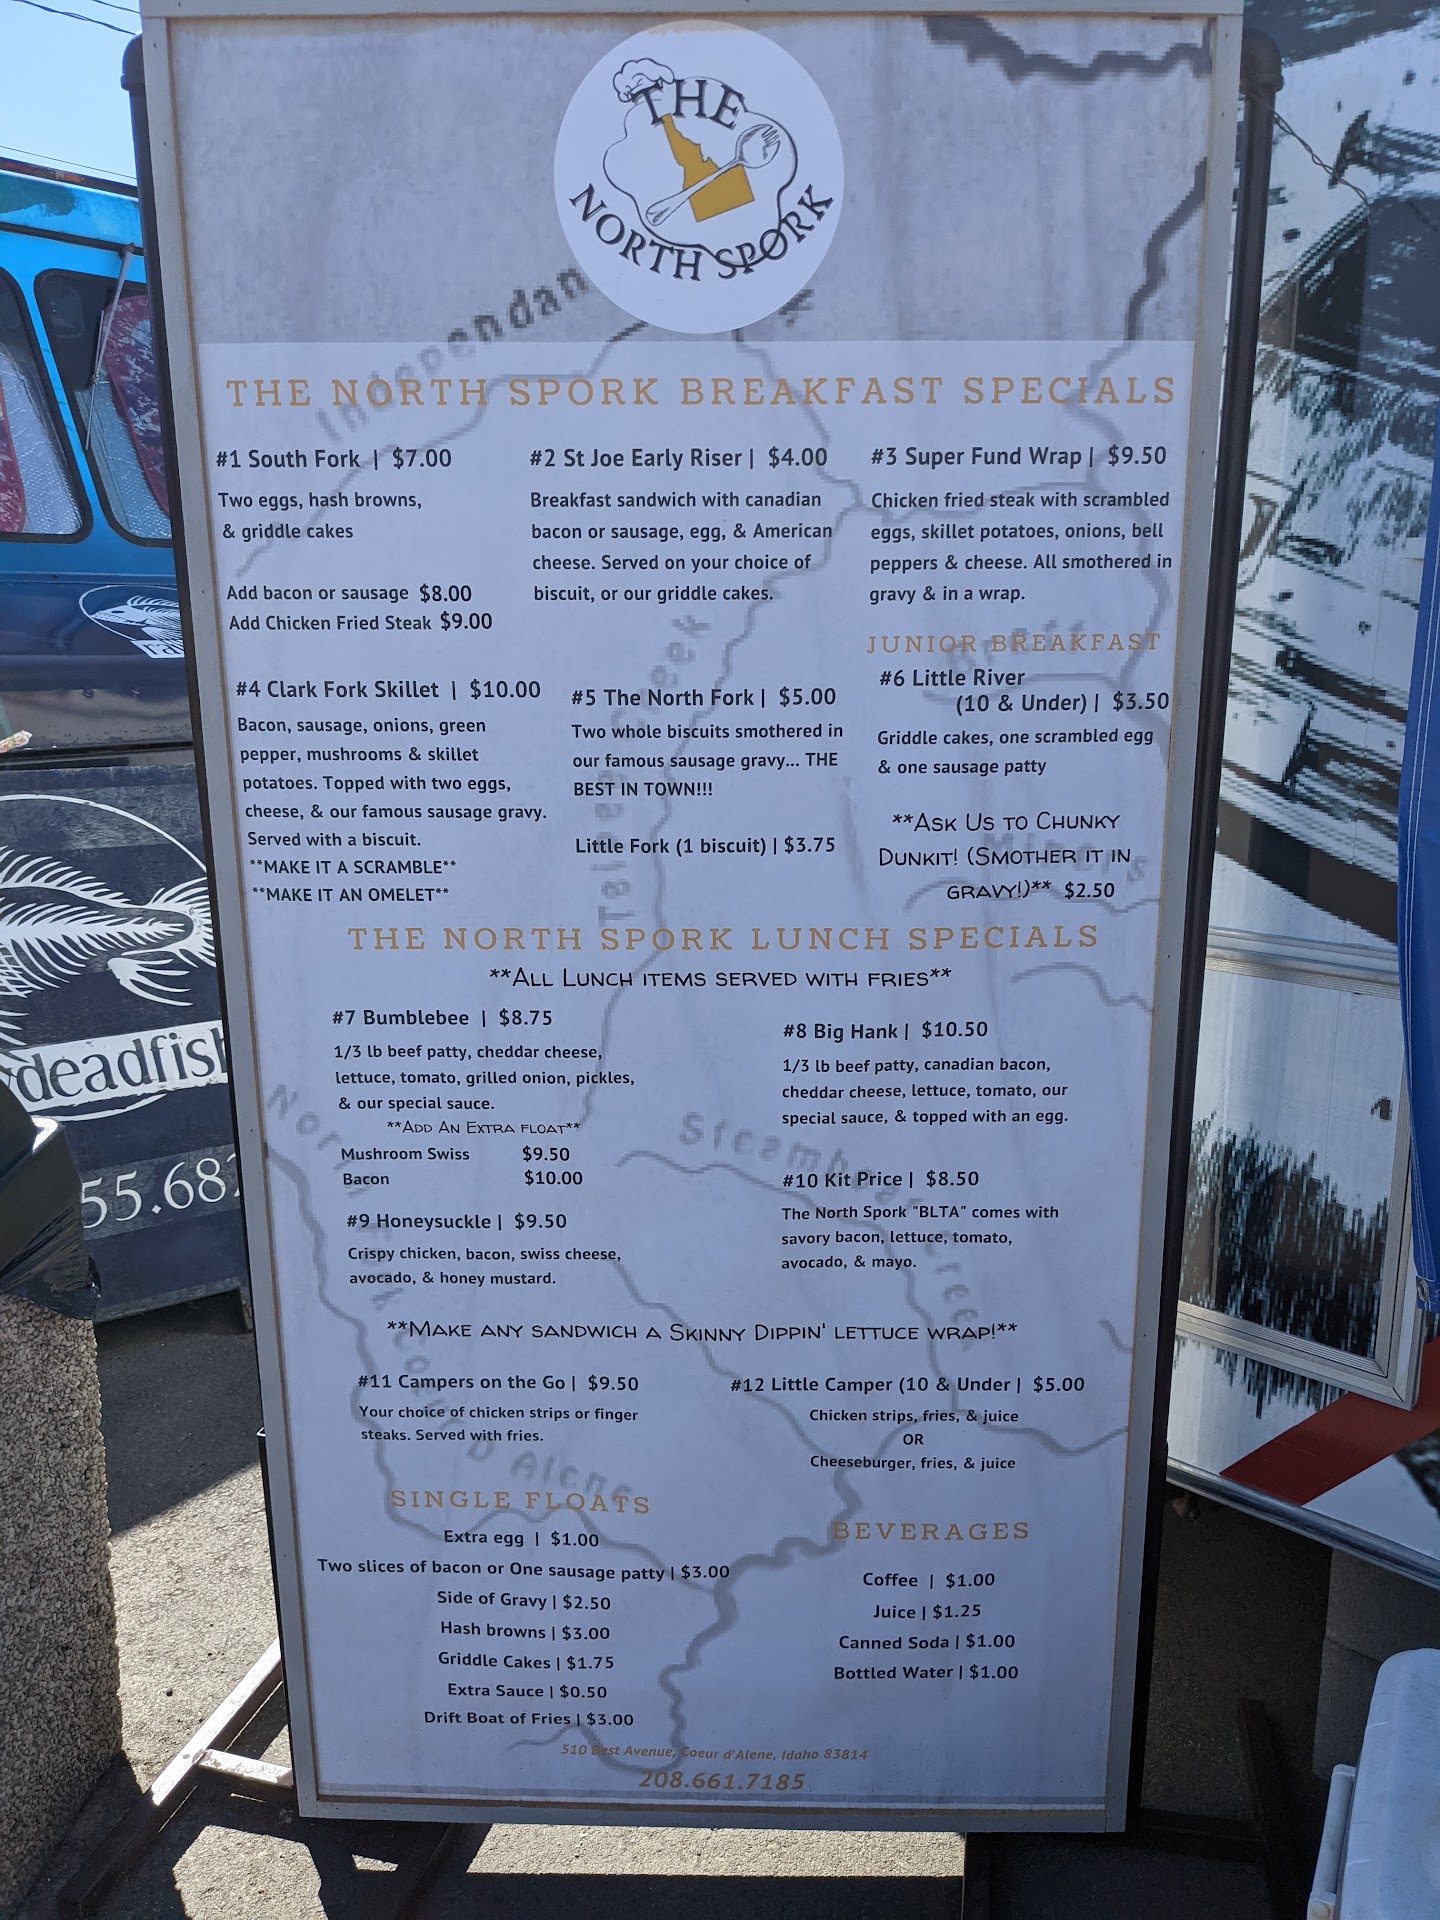 THE
NORTH SPORK
Independan
THE NORTH SPORK BREAKFAST SPECIALS
#1 South Fork | $7.00
Two eggs, hash browns,
& griddle cakes
Add bacon or sausage $8.00
Add Chicken Fried Steak $9.00
#2 St Joe Early Riser | $4.00
Breakfast sandwich with canadian
bacon or sausage, egg, & American
cheese. Served on your choice of
biscuit, or our griddle cakes.
#3 Super Fund Wrap | $9.50
Chicken fried steak with scrambled
eggs, skillet potatoes, onions, bell
peppers & cheese. All smothered in
gravy & in a wrap.
#4 Clark Fork Skillet | $10.00
Bacon, sausage, onions, green
pepper, mushrooms & skillet
potatoes. Topped with two eggs,
cheese, & our famous sausage gravy.
Served with a biscuit.
**MAKE IT A SCRAMBLE**
**MAKE IT AN OMELET**
#5 The North Fork | $5.00
Two whole biscuits smothered in
our famous sausage gravy... THE
BEST IN TOWN!!!
Little Fork (1 biscuit) | $3.75
JUNIOR BREAKFAST
#6 Little River
(10 & Under) | $3.50
Griddle cakes, one scrambled egg
& one sausage patty
**Ask Us to Chunky
Dunkit! (Smother it in
gravy!)** $2.50
THE NORTH SPORK LUNCH SPECIALS
**All Lunch items served with fries**
#7 Bumblebee | $8.75
1/3 lb beef patty, cheddar cheese,
lettuce, tomato, grilled onion, pickles,
& our special sauce.
**Add An Extra float**
Mushroom Swiss $9.50
Bacon $10.00
#8 Big Hank | $10.50
1/3 lb beef patty, canadian bacon,
cheddar cheese, lettuce, tomato, our
special sauce, & topped with an egg.
#9 Honeysuckle | $9.50
Crispy chicken, bacon, swiss cheese,
avocado, & honey mustard.
#10 Kit Price | $8.50
The North Spork "BLTA" comes with
savory bacon, lettuce, tomato,
avocado, & mayo.
**Make any sandwich a Skinny Dippin' lettuce wrap!**
#11 Campers on the Go | $9.50
Your choice of chicken strips or finger
steaks. Served with fries.
#12 Little Camper (10 & Under | $5.00
Chicken strips, fries, & juice
OR
Cheeseburger, fries, & juice
SINGLE FLOATS
Extra egg | $1.00
Two slices of bacon or One sausage patty | $3.00
Side of Gravy | $2.50
Hash browns | $3.00
Griddle Cakes | $1.75
Extra Sauce | $0.50
Drift Boat of Fries | $3.00
BEVERAGES
Coffee | $1.00
Juice | $1.25
Canned Soda | $1.00
Bottled Water | $1.00
510 Best Avenue, Coeur d'Alene, Idaho 83814
208.661.7185
Creek
Steamboat Creek
North Fork Coeur D Alene
deadfish
55.682